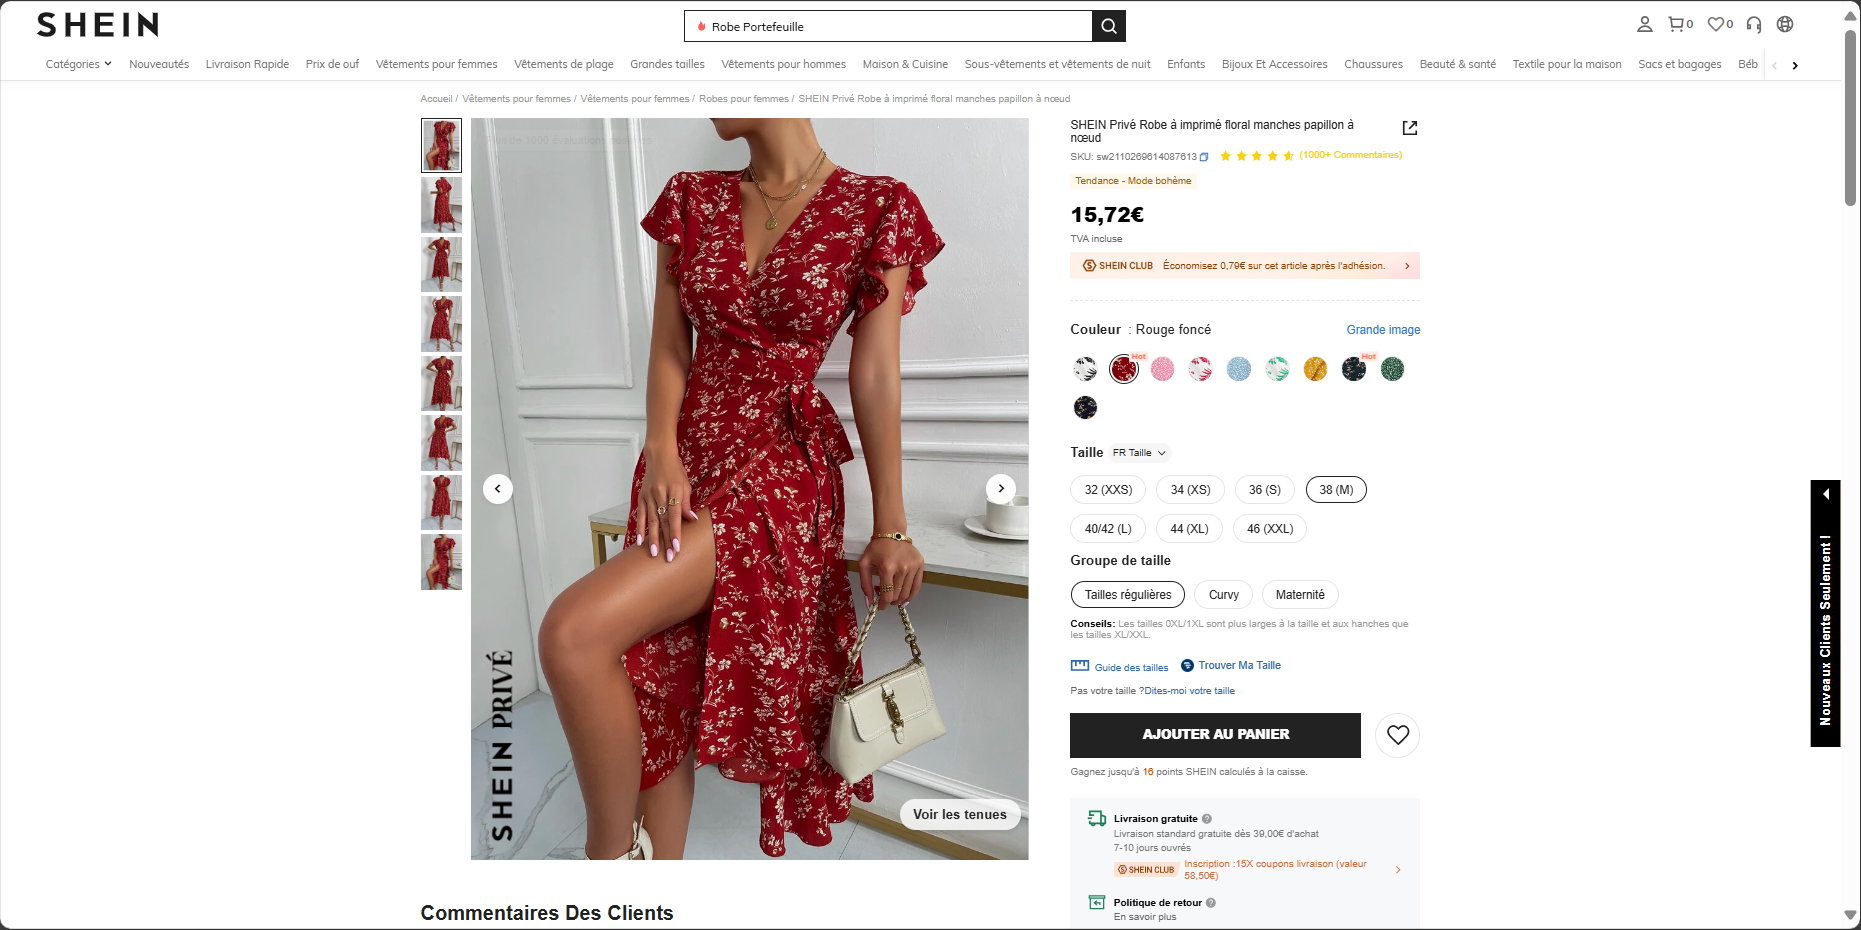 SHEIN
Robe Portefeuille
0
0
Catégories
Nouveautés
Livraison Rapide
Prix de ouf
Vêtements pour femmes
Vêtements de plage
Grandes tailles
Vêtements pour hommes
Maison & Cuisine
Sous-vêtements et vêtements de nuit
Enfants
Bijoux Et Accessoires
Chaussures
Beauté & santé
Textile pour la maison
Sacs et bagages
Béb
Accueil / Vêtements pour femmes / Vêtements pour femmes / Robes pour femmes / SHEIN Privé Robe à imprimé floral manches papillon à nœud
SHEIN PRIVÉ
Voir les tenues
SHEIN Privé Robe à imprimé floral manches papillon à
nœud
SKU: sw2110269614087613
(1000+ Commentaires)
Tendance - Mode bohème
15,72€
TVA incluse
SHEIN CLUB Économisez 0,79€ sur cet article après l'adhésion.
Couleur : Rouge foncé
Grande image
Hot
Hot
Taille FR Taille
32 (XXS)
34 (XS)
36 (S)
38 (M)
40/42 (L)
44 (XL)
46 (XXL)
Groupe de taille
Tailles régulières
Curvy
Maternité
Conseils: Les tailles 0XL/1XL sont plus larges à la taille et aux hanches que
les tailles XL/XXL.
Guide des tailles
Trouver Ma Taille
Pas votre taille ?Dites-moi votre taille
AJOUTER AU PANIER
Gagnez jusqu'à 16 points SHEIN calculés à la caisse.
Livraison gratuite
Livraison standard gratuite dès 39,00€ d'achat
7-10 jours ouvrés
SHEIN CLUB Inscription :15X coupons livraison (valeur
58,50€)
Politique de retour
En savoir plus
Nouveaux Clients Seulement !
Commentaires Des Clients